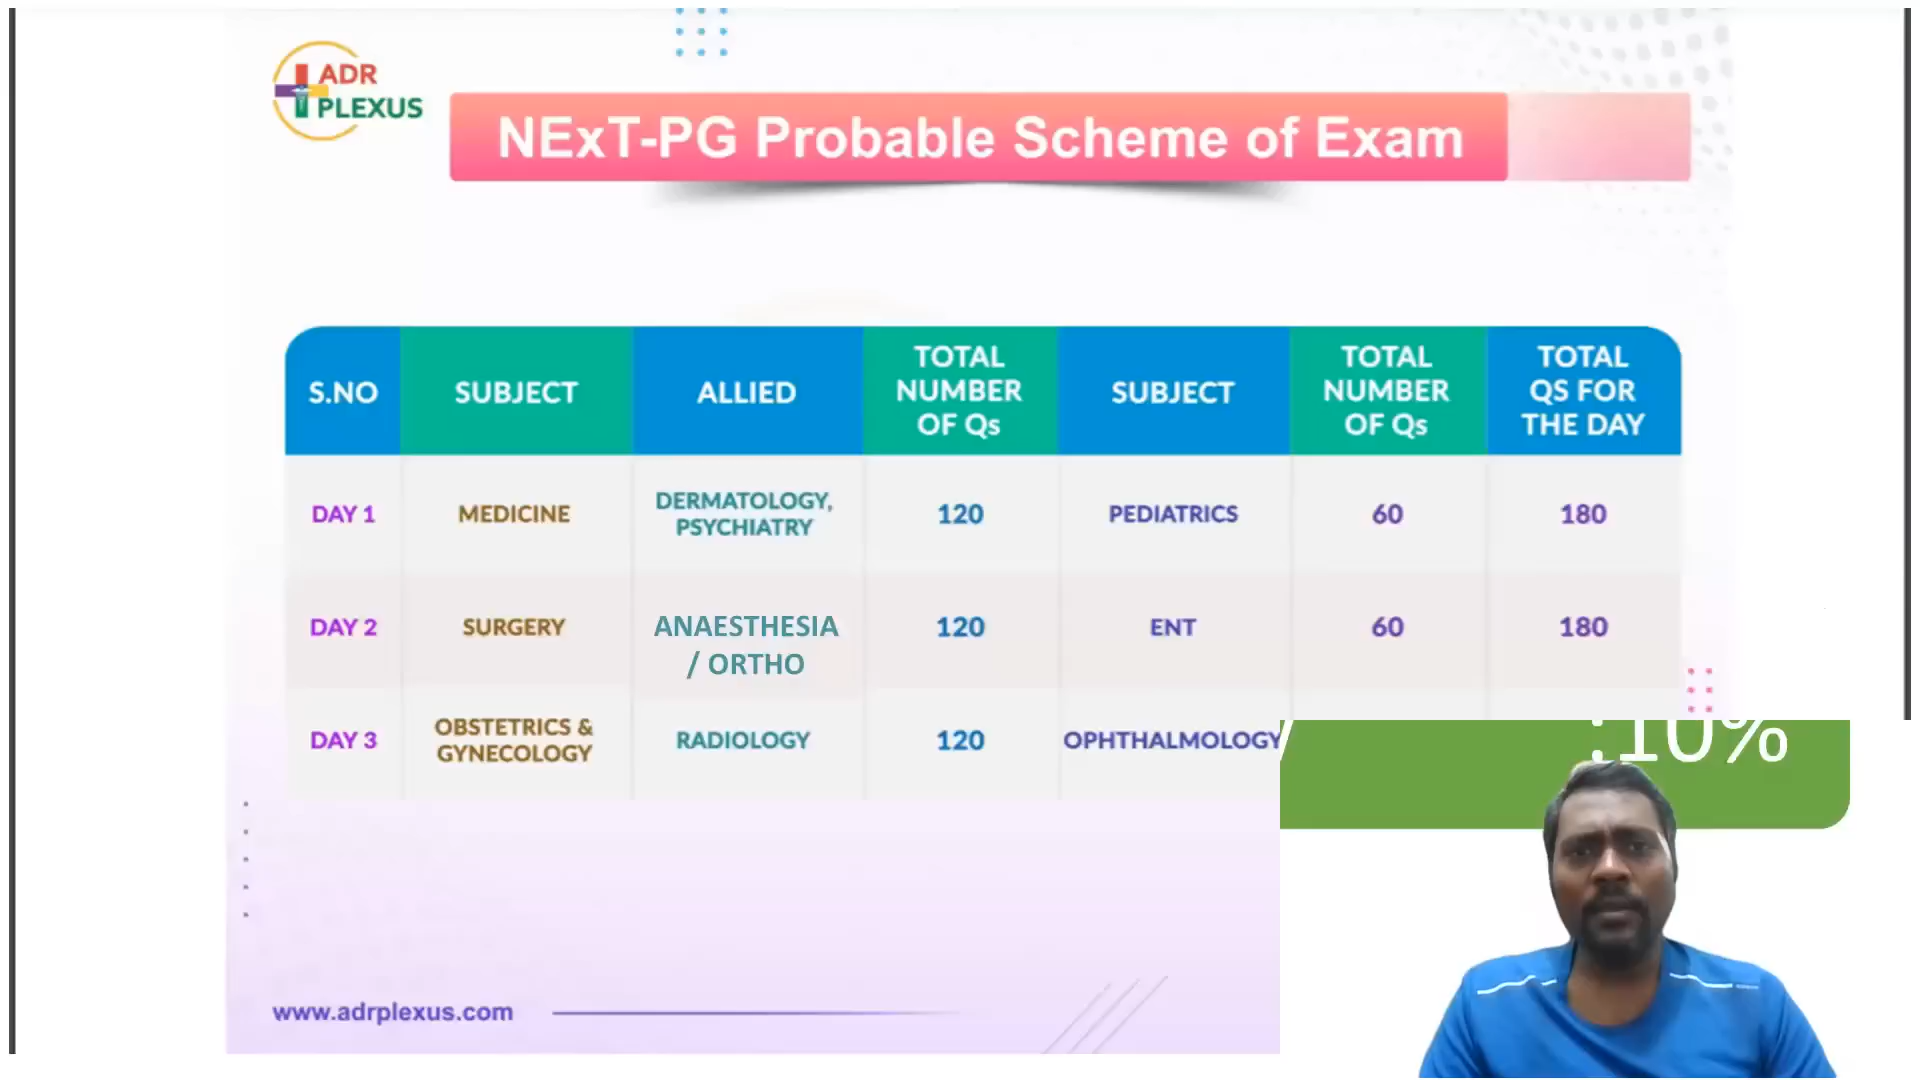 ADR
PLEXUS
NExT-PG Probable Scheme of Exam
S.NO
SUBJECT
ALLIED
TOTAL
NUMBER
OF Qs
SUBJECT
TOTAL
NUMBER
OF Qs
TOTAL
QS FOR
THE DAY
DAY 1
MEDICINE
DERMATOLOGY,
PSYCHIATRY
120
PEDIATRICS
60
180
DAY 2
SURGERY
ANAESTHESIA
/ ORTHO
120
ENT
60
180
DAY 3
OBSTETRICS &
GYNECOLOGY
RADIOLOGY
120
OPHTHALMOLOGY
:10%
www.adrplexus.com